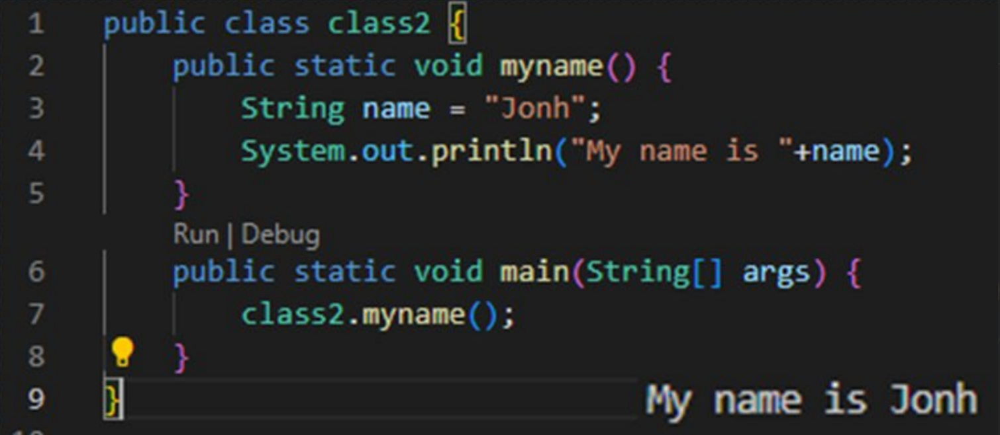 1 public class class2 {
2 public static void myname() {
3 String name = "Jonh";
4 System.out.println("My name is "+name);
5 }
Run | Debug
6 public static void main(String[] args) {
7 class2.myname();
8 }
9 }
My name is Jonh
10